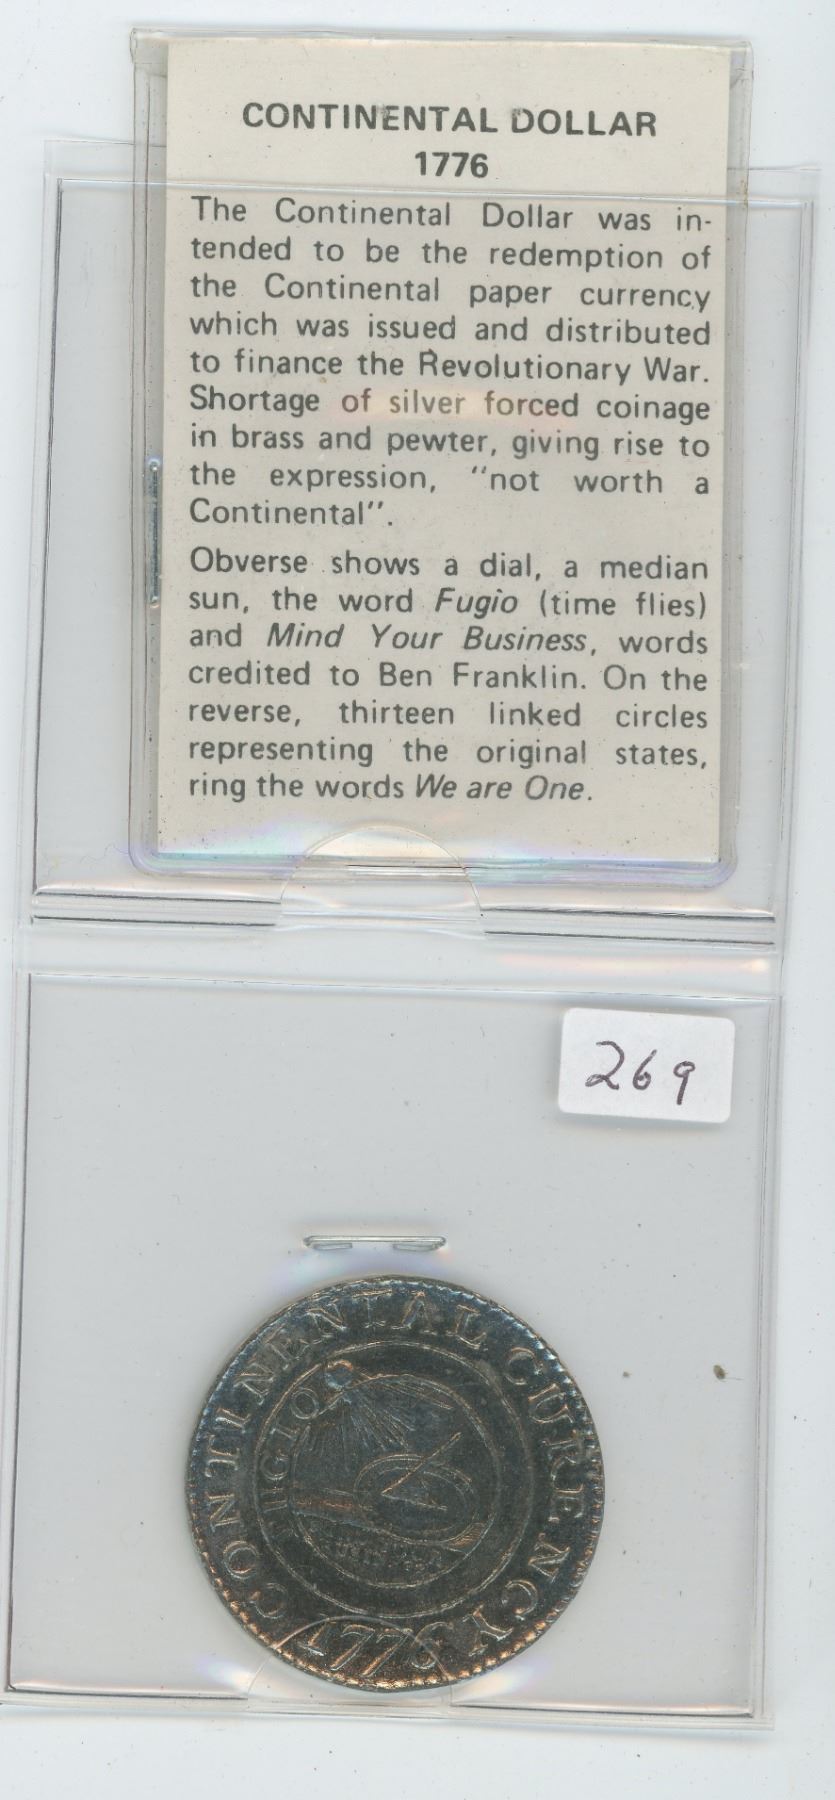 CONTINENTAL DOLLAR
1776
The Continental Dollar was in-
tended to be the redemption of
the Continental paper currency
which was issued and distributed
to finance the Revolutionary War.
Shortage of silver forced coinage
in brass and pewter, giving rise to
the expression, "not worth a
Continental".
Obverse shows a dial, a median
sun, the word Fugio (time flies)
and Mind Your Business, words
credited to Ben Franklin. On the
reverse, thirteen linked circles
representing the original states,
ring the words We are One.
269
CONTINENTAL CURENCY
FUGIO
1776